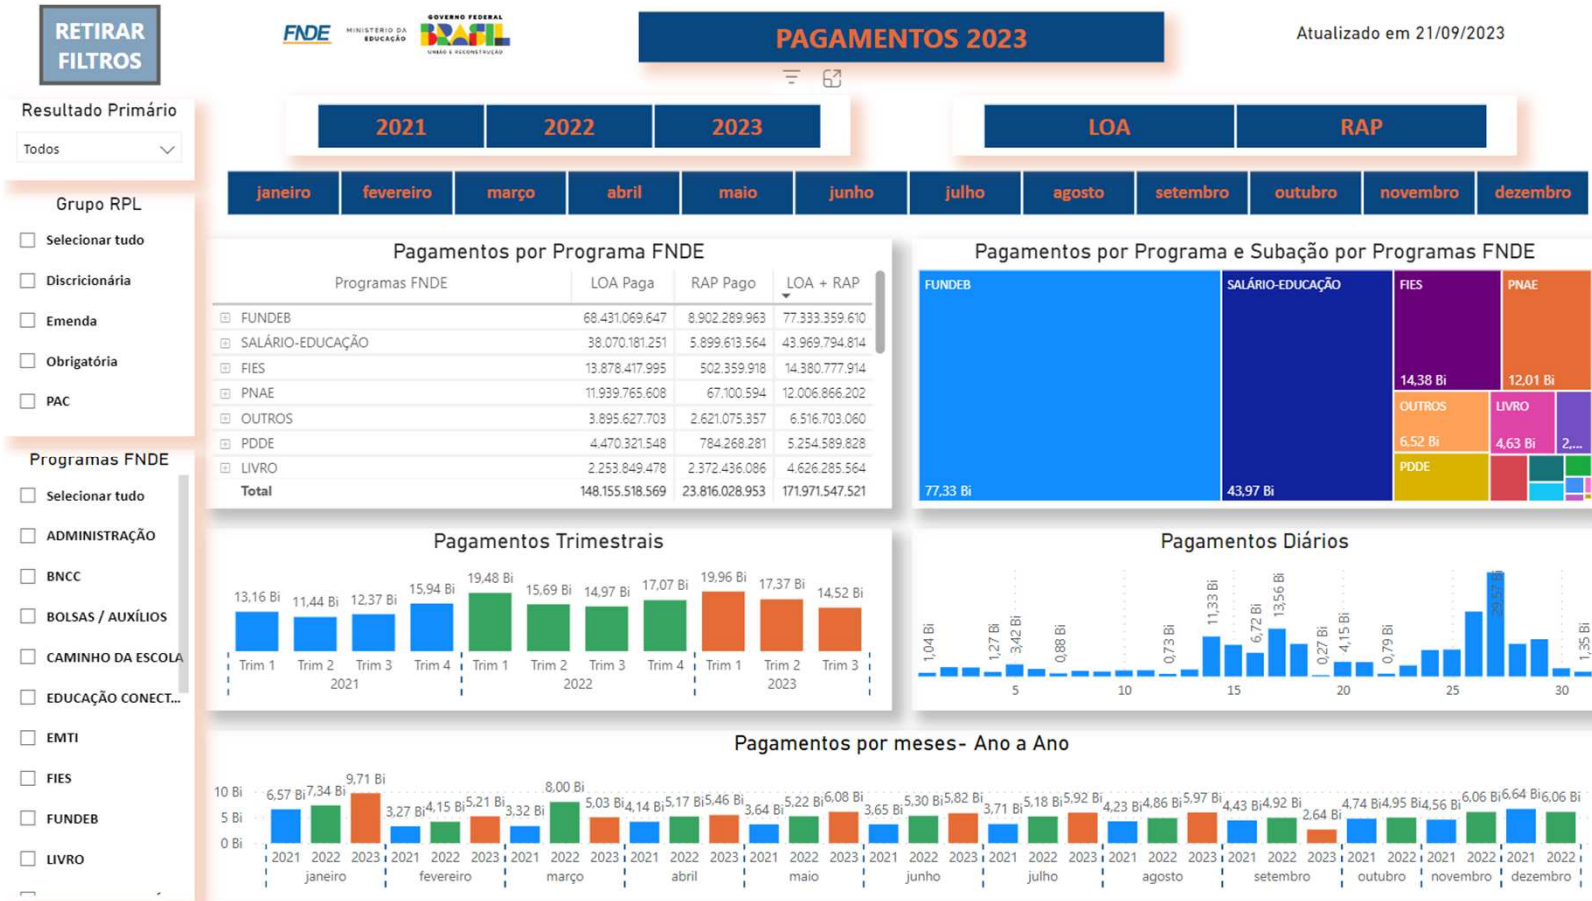 RETIRAR
FILTROS
FNDE
MINISTÉRIO DA
EDUCAÇÃO
GOVERNO FEDERAL
BRASIL
UNIÃO E RECONSTRUÇÃO
PAGAMENTOS 2023
Atualizado em 21/09/2023
Resultado Primário
Todos
2021 2022 2023
LOA RAP
janeiro fevereiro março abril maio junho julho agosto setembro outubro novembro dezembro
Grupo RPL
Selecionar tudo
Discricionária
Emenda
Obrigatória
PAC
Programas FNDE
Selecionar tudo
ADMINISTRAÇÃO
BNCC
BOLSAS / AUXÍLIOS
CAMINHO DA ESCOLA
EDUCAÇÃO CONECT...
EMTI
FIES
FUNDEB
LIVRO
Pagamentos por Programa FNDE
Programas FNDE LOA Paga RAP Pago LOA + RAP
FUNDEB 68.431.069.647 8.902.289.963 77.333.359.610
SALÁRIO-EDUCAÇÃO 38.070.181.251 5.899.613.564 43.969.794.814
FIES 13.878.417.995 502.359.918 14.380.777.914
PNAE 11.939.765.608 67.100.594 12.006.866.202
OUTROS 3.895.627.703 2.621.075.357 6.516.703.060
PDDE 4.470.321.548 784.268.281 5.254.589.828
LIVRO 2.253.849.478 2.372.436.086 4.626.285.564
Total 148.155.518.569 23.816.028.953 171.971.547.521
Pagamentos por Programa e Subação por Programas FNDE
FUNDEB
77,33 Bi
SALÁRIO-EDUCAÇÃO
43,97 Bi
FIES
14,38 Bi
PNAE
12,01 Bi
OUTROS
6,52 Bi
LIVRO
4,63 Bi
2,...
PDDE
Pagamentos Trimestrais
13,16 Bi 11,44 Bi 12,37 Bi 15,94 Bi 19,48 Bi 15,69 Bi 14,97 Bi 17,07 Bi 19,96 Bi 17,37 Bi 14,52 Bi
Trim 1 Trim 2 Trim 3 Trim 4 Trim 1 Trim 2 Trim 3 Trim 4 Trim 1 Trim 2 Trim 3
2021 2022 2023
Pagamentos Diários
1,04 Bi 1,27 Bi 3,42 Bi 0,88 Bi 0,73 Bi 11,33 Bi 6,72 Bi 13,56 Bi 0,27 Bi 4,15 Bi 0,79 Bi 29,57 Bi 1,35 Bi
5 10 15 20 25 30
Pagamentos por meses- Ano a Ano
10 Bi
5 Bi
0 Bi
6,57 Bi 7,34 Bi 9,71 Bi 3,27 Bi 4,15 Bi 5,21 Bi 3,32 Bi 8,00 Bi 5,03 Bi 4,14 Bi 5,17 Bi 5,46 Bi 3,64 Bi 5,22 Bi 6,08 Bi 3,65 Bi 5,30 Bi 5,82 Bi 3,71 Bi 5,18 Bi 5,92 Bi 4,23 Bi 4,86 Bi 5,97 Bi 4,43 Bi 4,92 Bi 2,64 Bi 4,74 Bi 4,95 Bi 4,56 Bi 6,06 Bi 6,64 Bi 6,06 Bi
2021 2022 2023 2021 2022 2023 2021 2022 2023 2021 2022 2023 2021 2022 2023 2021 2022 2023 2021 2022 2023 2021 2022 2023 2021 2022 2023 2021 2022 2021 2022 2021 2022
janeiro fevereiro março abril maio junho julho agosto setembro outubro novembro dezembro